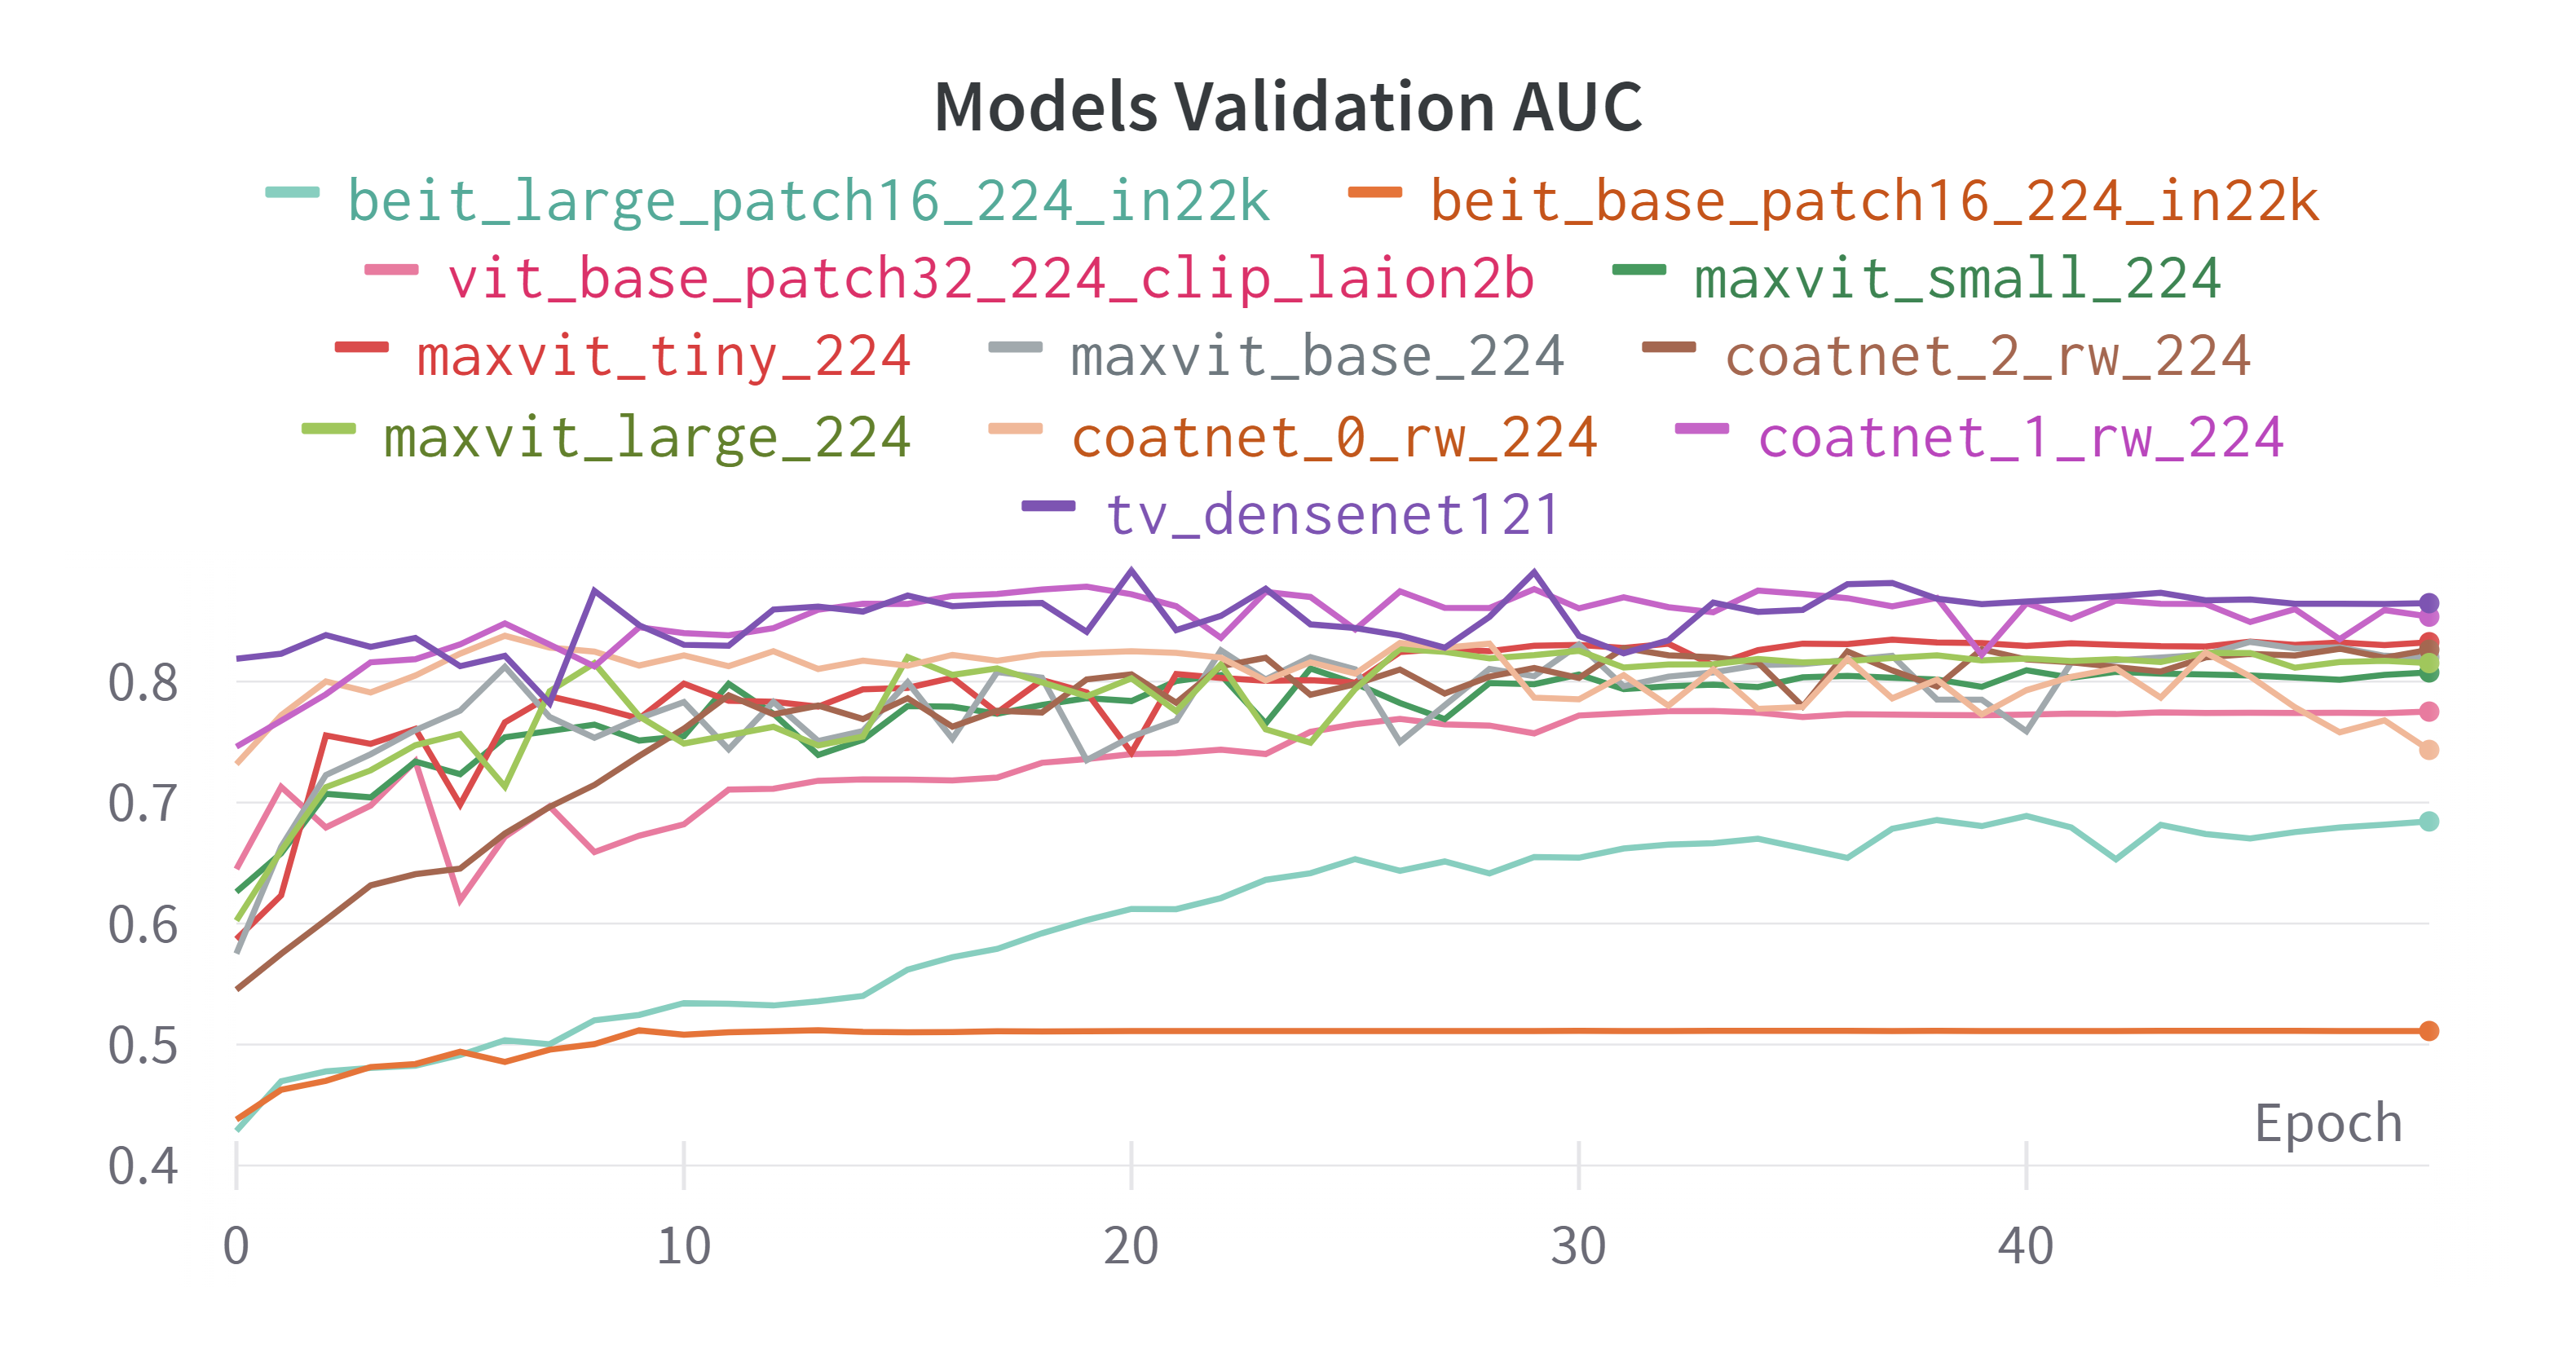 Models Validation AUC
beit_large_patch16_224_in22k beit_base_patch16_224_in22k
vit_base_patch32_224_clip_laion2b maxvit_small_224
maxvit_tiny_224 maxvit_base_224 coatnet_2_rw_224
maxvit_large_224 coatnet_0_rw_224 coatnet_1_rw_224
tv_densenet121
0.8
0.7
0.6
0.5
Epoch
0.4
0 10 20 30 40